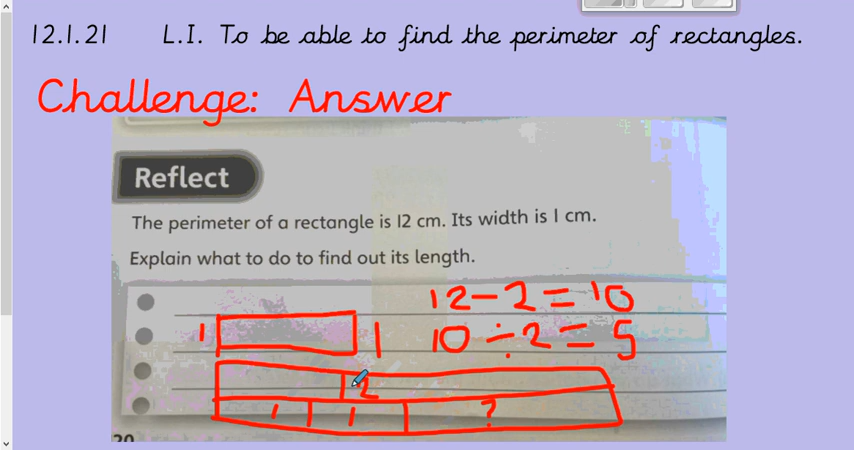 12.1.21 L.I. To be able to find the perimeter of rectangles.
Challenge: Answer
Reflect
The perimeter of a rectangle is 12 cm. Its width is 1 cm.
Explain what to do to find out its length.
12 - 2 = 10
1 1 10 ÷ 2 = 5
12
1 1 ?
20